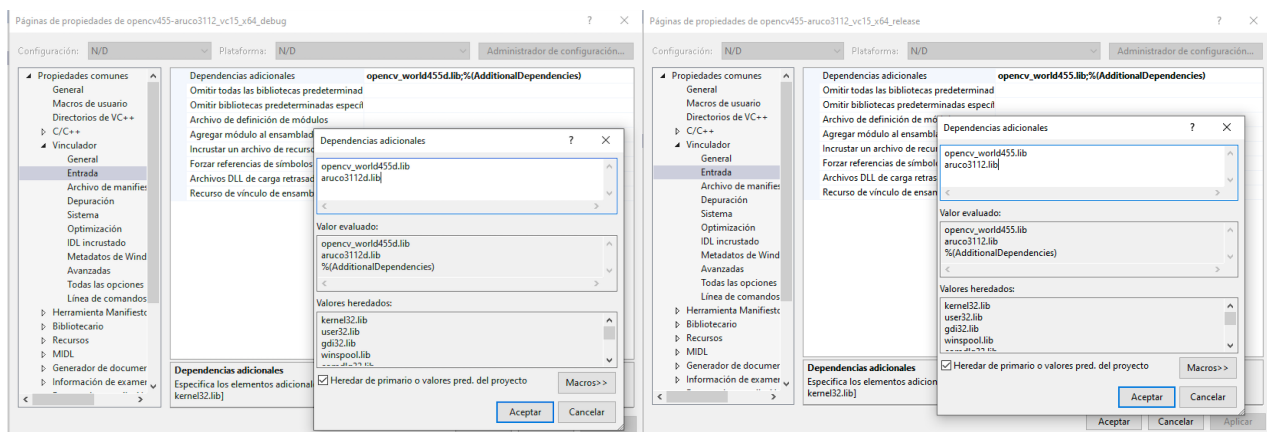 Páginas de propiedades de opencv455-aruco3112_vc15_x64_debug
Configuración: N/D Plataforma: N/D Administrador de configuración...
Propiedades comunes
General
Macros de usuario
Directorios de VC++
C/C++
Vinculador
General
Entrada
Archivo de manifies
Depuración
Sistema
Optimización
IDL incrustado
Metadatos de Wind
Avanzadas
Todas las opciones
Línea de comandos
Herramienta Manifiesto
Bibliotecario
Recursos
MIDL
Generador de documer
Información de examer
Dependencias adicionales opencv_world455d.lib;%(AdditionalDependencies)
Omitir todas las bibliotecas predeterminad
Omitir bibliotecas predeterminadas especí
Archivo de definición de módulos
Agregar módulo al ensamblad
Incrustar un archivo de recurso
Forzar referencias de símbolos
Archivos DLL de carga retrasad
Recurso de vínculo de ensamb
Dependencias adicionales
Especifica los elementos adicional
kernel32.lib]
Dependencias adicionales ? ×
opencv_world455d.lib
aruco3112d.lib
Valor evaluado:
opencv_world455d.lib
aruco3112d.lib
%(AdditionalDependencies)
Valores heredados:
kernel32.lib
user32.lib
gdi32.lib
winspool.lib
Heredar de primario o valores pred. del proyecto Macros>>
Aceptar Cancelar
Páginas de propiedades de opencv455-aruco3112_vc15_x64_release
Configuración: N/D Plataforma: N/D Administrador de configuración...
Propiedades comunes
General
Macros de usuario
Directorios de VC++
C/C++
Vinculador
General
Entrada
Archivo de manifies
Depuración
Sistema
Optimización
IDL incrustado
Metadatos de Wind
Avanzadas
Todas las opciones
Línea de comandos
Herramienta Manifiesto
Bibliotecario
Recursos
MIDL
Generador de documer
Información de examer
Dependencias adicionales opencv_world455.lib;%(AdditionalDependencies)
Omitir todas las bibliotecas predeterminad
Omitir bibliotecas predeterminadas especí
Archivo de definición de mó
Agregar módulo al ensambl
Incrustar un archivo de recur
Forzar referencias de símbol
Archivos DLL de carga retras
Recurso de vínculo de ensar
Dependencias adicionales
Especifica los elementos adicion
kernel32.lib]
Dependencias adicionales ? ×
opencv_world455.lib
aruco3112.lib
Valor evaluado:
opencv_world455.lib
aruco3112.lib
%(AdditionalDependencies)
Valores heredados:
kernel32.lib
user32.lib
gdi32.lib
winspool.lib
Heredar de primario o valores pred. del proyecto Macros>>
Aceptar Cancelar
Aceptar Cancelar Aplicar